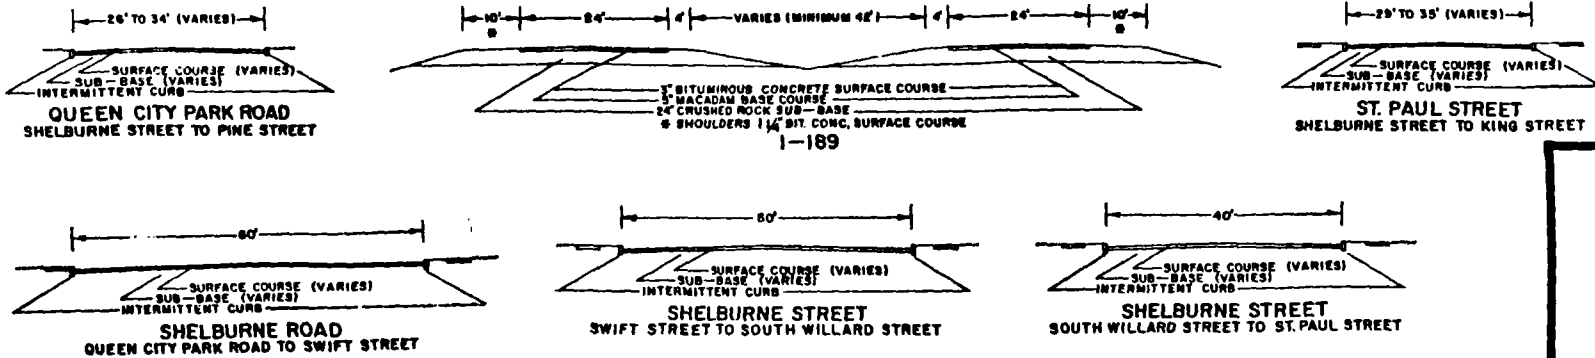 26' TO 34' (VARIES)
SURFACE COURSE (VARIES)
SUB-BASE (VARIES)
INTERMITTENT CURB
QUEEN CITY PARK ROAD
SHELBURNE STREET TO PINE STREET
10' 24' 4' VARIES (MINIMUM 42') 4' 24' 10'
* *
3" BITUMINOUS CONCRETE SURFACE COURSE
MACADAM BASE COURSE
24" CRUSHED ROCK SUB-BASE
* SHOULDERS 1 1/4" BIT. CONC. SURFACE COURSE
I-189
29' TO 35' (VARIES)
SURFACE COURSE (VARIES)
SUB-BASE (VARIES)
INTERMITTENT CURB
ST. PAUL STREET
SHELBURNE STREET TO KING STREET
60'
SURFACE COURSE (VARIES)
SUB-BASE (VARIES)
INTERMITTENT CURB
SHELBURNE ROAD
QUEEN CITY PARK ROAD TO SWIFT STREET
SURFACE COURSE (VARIES)
SUB-BASE (VARIES)
INTERMITTENT CURB
SHELBURNE STREET
SWIFT STREET TO SOUTH WILLARD STREET
40'
SURFACE COURSE (VARIES)
SUB-BASE (VARIES)
INTERMITTENT CURB
SHELBURNE STREET
SOUTH WILLARD STREET TO ST. PAUL STREET